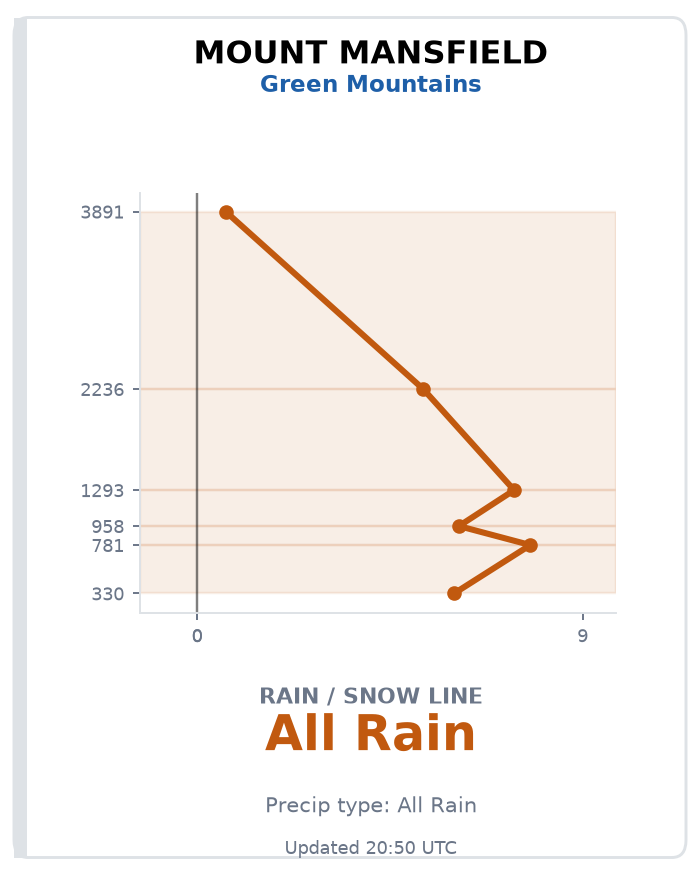 MOUNT MANSFIELD
Green Mountains
3891
2236
1293
958
781
330
0 9
RAIN / SNOW LINE
All Rain
Precip type: All Rain
Updated 20:50 UTC